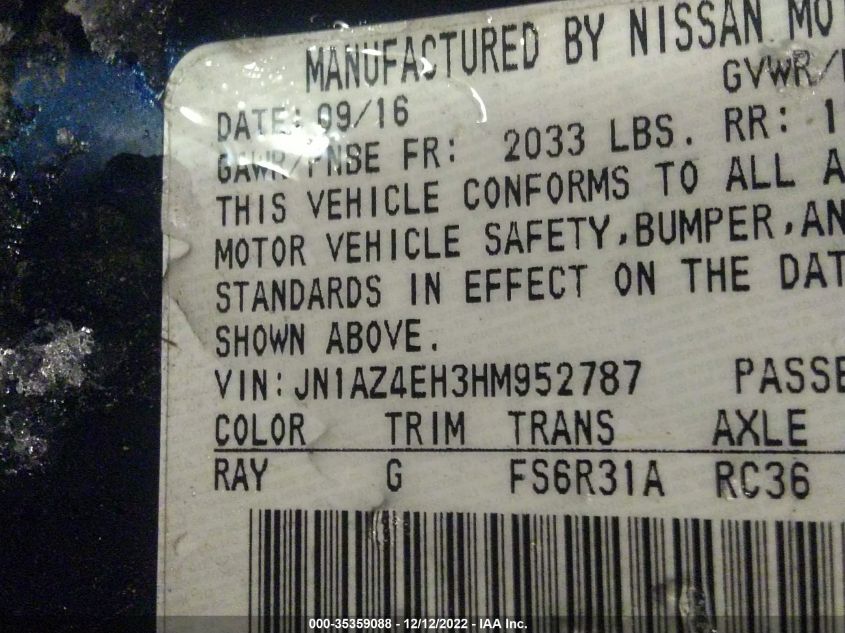 MANUFACTURED BY NISSAN MO
GVWR/
DATE: 09/16
GAWR/PNBE FR: 2033 LBS. RR: 1
THIS VEHICLE CONFORMS TO ALL A
MOTOR VEHICLE SAFETY,BUMPER,AN
STANDARDS IN EFFECT ON THE DAT
SHOWN ABOVE.
VIN:JN1AZ4EH3HM952787 PASSE
COLOR TRIM TRANS AXLE
RAY G FS6R31A RC36
000-35359088 - 12/12/2022 - IAA Inc.